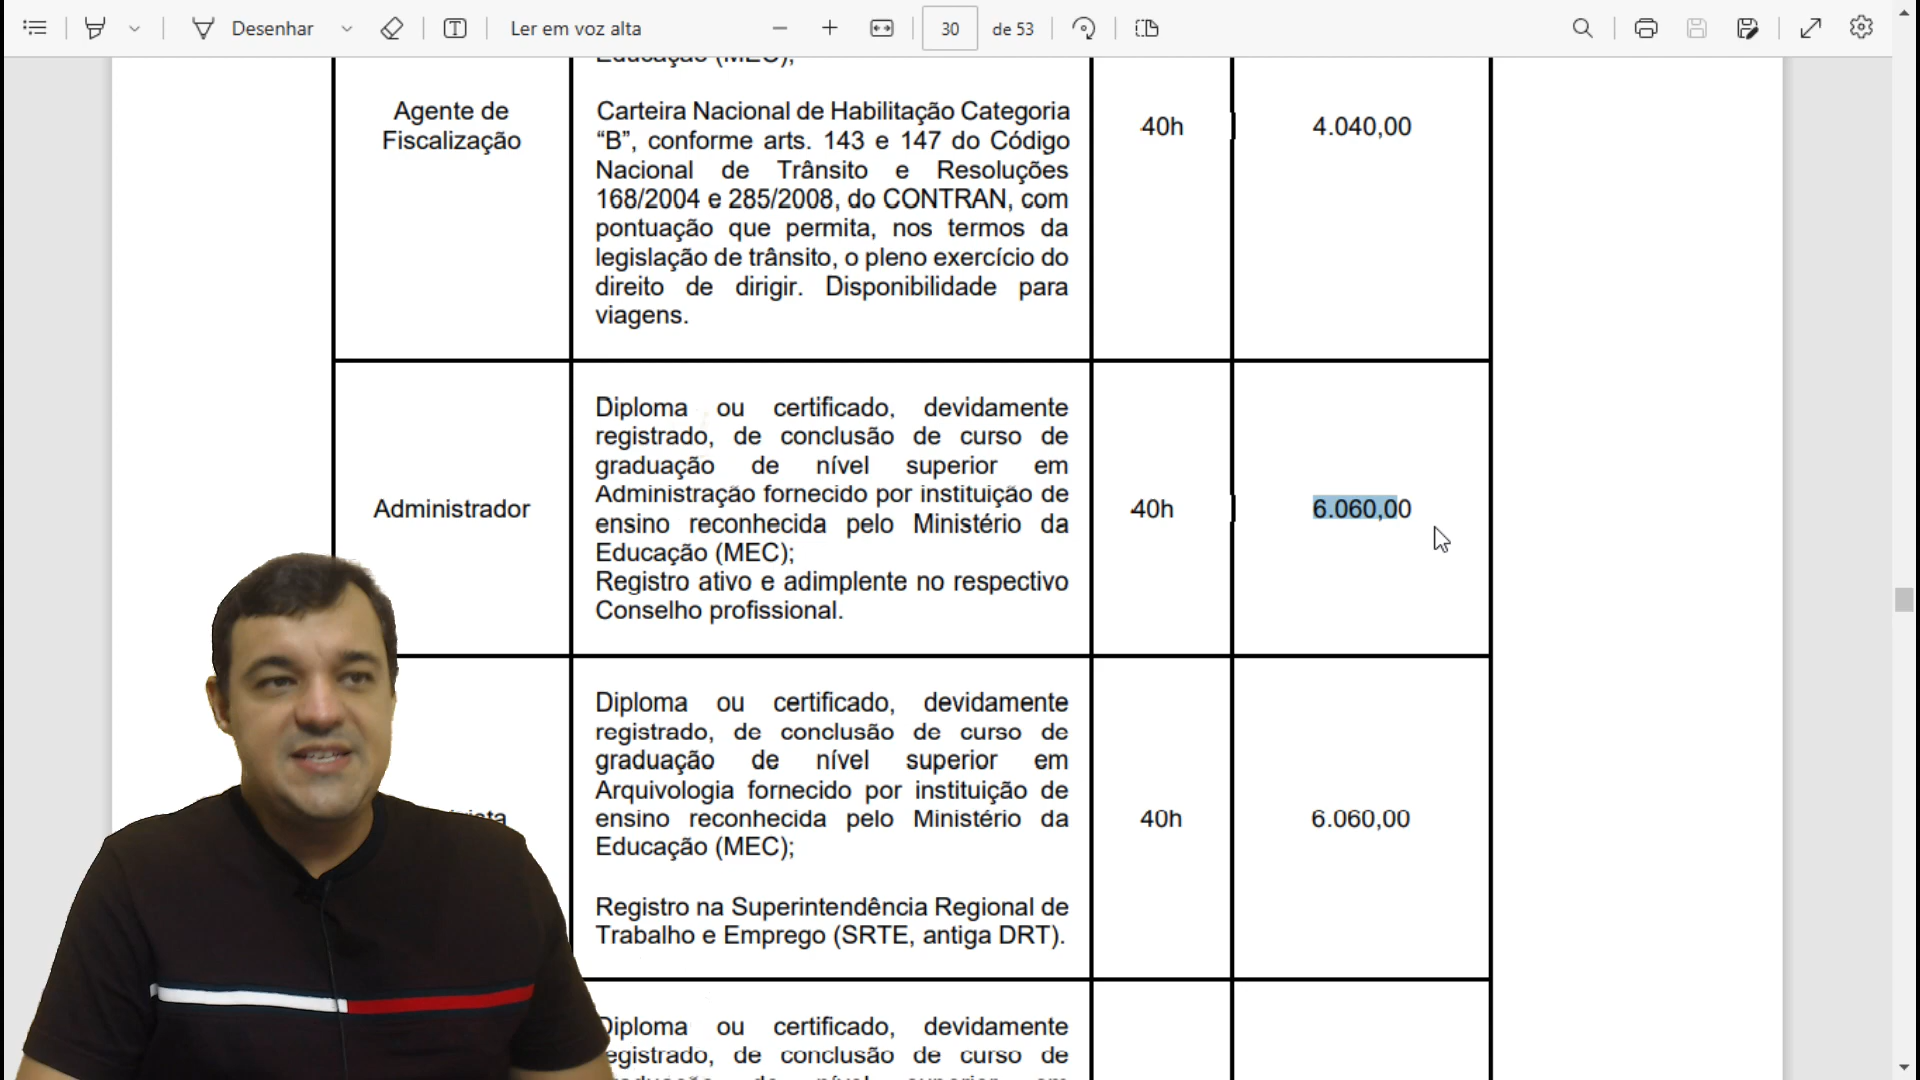 Desenhar
Ler em voz alta
30
de 53
Educação (MEC);
Agente de
Fiscalização
Carteira Nacional de Habilitação Categoria
“B”, conforme arts. 143 e 147 do Código
Nacional de Trânsito e Resoluções
168/2004 e 285/2008, do CONTRAN, com
pontuação que permita, nos termos da
legislação de trânsito, o pleno exercício do
direito de dirigir. Disponibilidade para
viagens.
40h
4.040,00
Administrador
Diploma ou certificado, devidamente
registrado, de conclusão de curso de
graduação de nível superior em
Administração fornecido por instituição de
ensino reconhecida pelo Ministério da
Educação (MEC);
Registro ativo e adimplente no respectivo
Conselho profissional.
40h
6.060,00
Diploma ou certificado, devidamente
registrado, de conclusão de curso de
graduação de nível superior em
Arquivologia fornecido por instituição de
ensino reconhecida pelo Ministério da
Educação (MEC);
Registro na Superintendência Regional de
Trabalho e Emprego (SRTE, antiga DRT).
40h
6.060,00
Diploma ou certificado, devidamente
egistrado, de conclusão de curso de